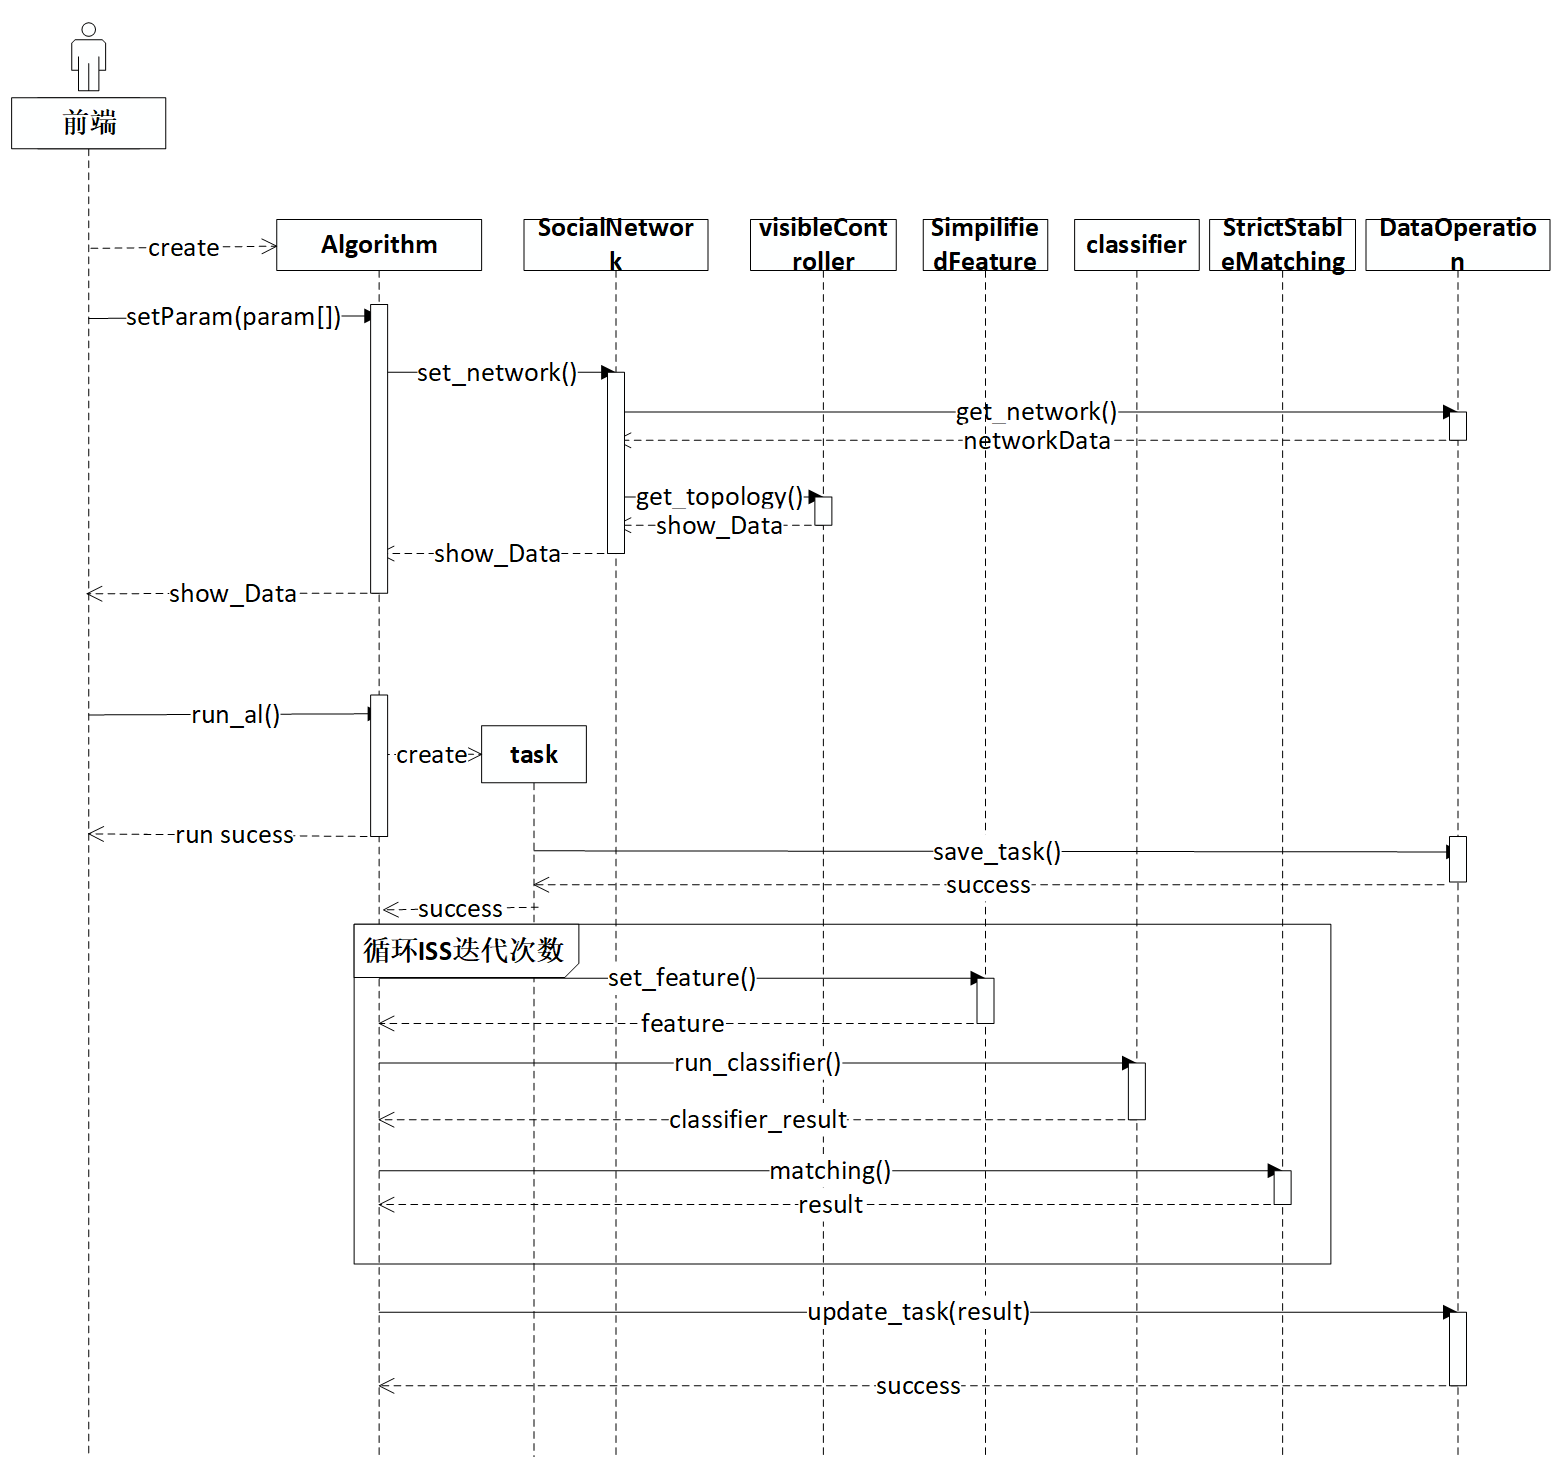 前端
Algorithm
SocialNetwor
k
visibleCont
roller
Simpilifie
dFeature
classifier
StrictStabl
eMatching
DataOperatio
n
create
setParam(param[])
set_network()
get_network()
networkData
get_topology()
show_Data
show_Data
show_Data
run_al()
create
task
run sucess
save_task()
success
success
循环ISS迭代次数
set_feature()
feature
run_classifier()
classifier_result
matching()
result
update_task(result)
success